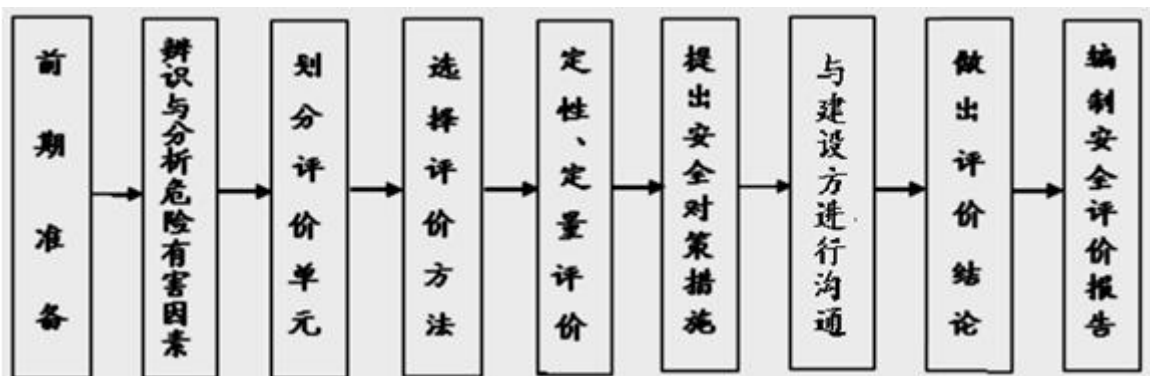 前期准备
辨识与分析危险有害因素
划分评价单元
选择评价方法
定性、定量评价
提出安全对策措施
与建设方进行沟通
做出评价结论
编制安全评价报告